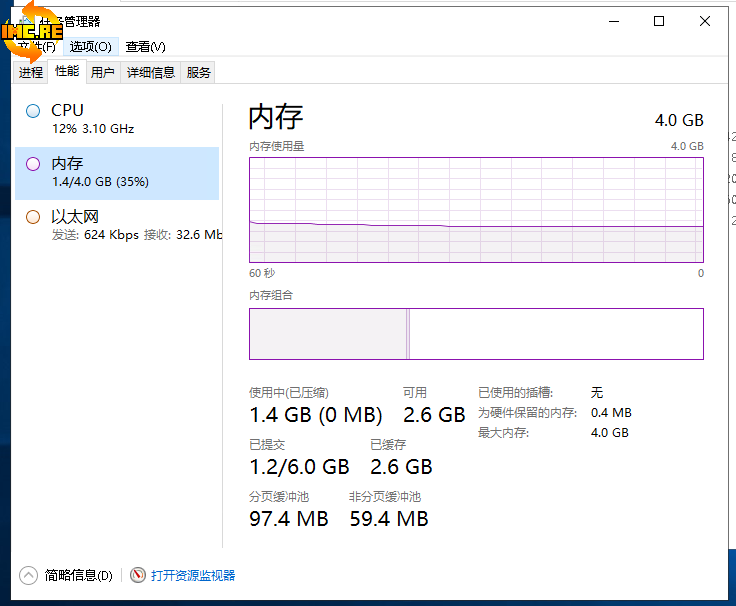 IMC.RE
任务管理器
文件(F) 选项(O) 查看(V)
进程 性能 用户 详细信息 服务
CPU
12% 3.10 GHz
内存
1.4/4.0 GB (35%)
以太网
发送: 624 Kbps 接收: 32.6 Mb
内存 4.0 GB
内存使用量 4.0 GB
60 秒 0
内存组合
使用中(已压缩) 可用 已使用的插槽: 无
1.4 GB (0 MB) 2.6 GB 为硬件保留的内存: 0.4 MB
最大内存: 4.0 GB
已提交 已缓存
1.2/6.0 GB 2.6 GB
分页缓冲池 非分页缓冲池
97.4 MB 59.4 MB
简略信息(D) 打开资源监视器